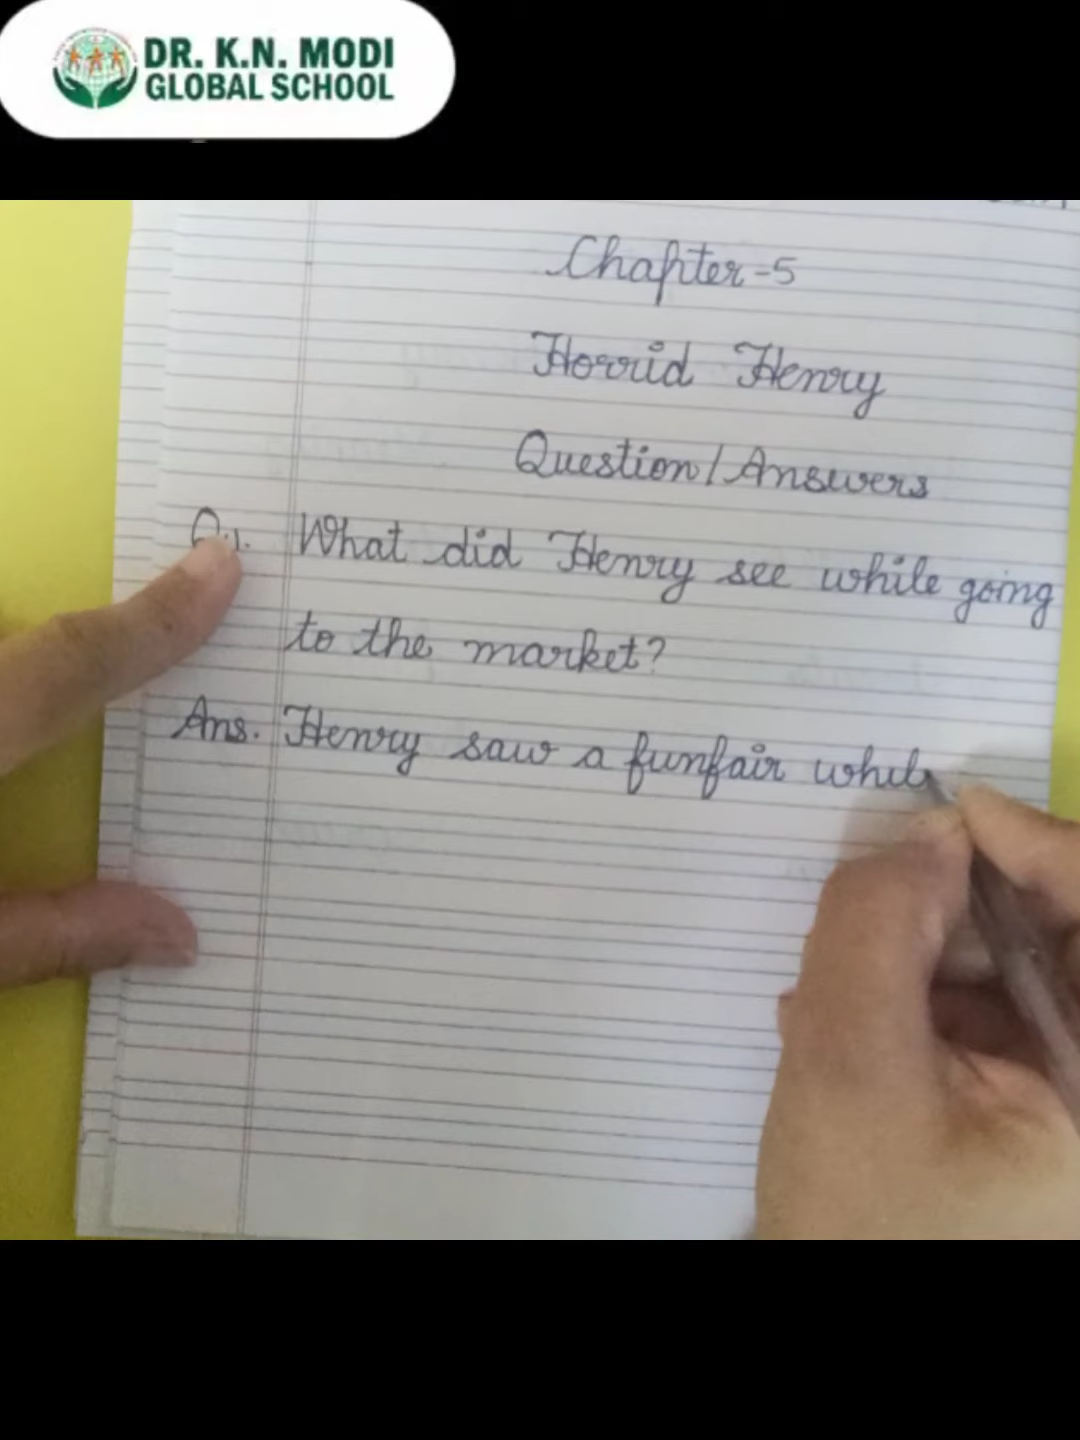 DR. K.N. MODI
GLOBAL SCHOOL
Chapter-5
Horrid Henry
Question/Answers
Q.1. What did Henry see while going
to the market?
Ans. Henry saw a funfair while